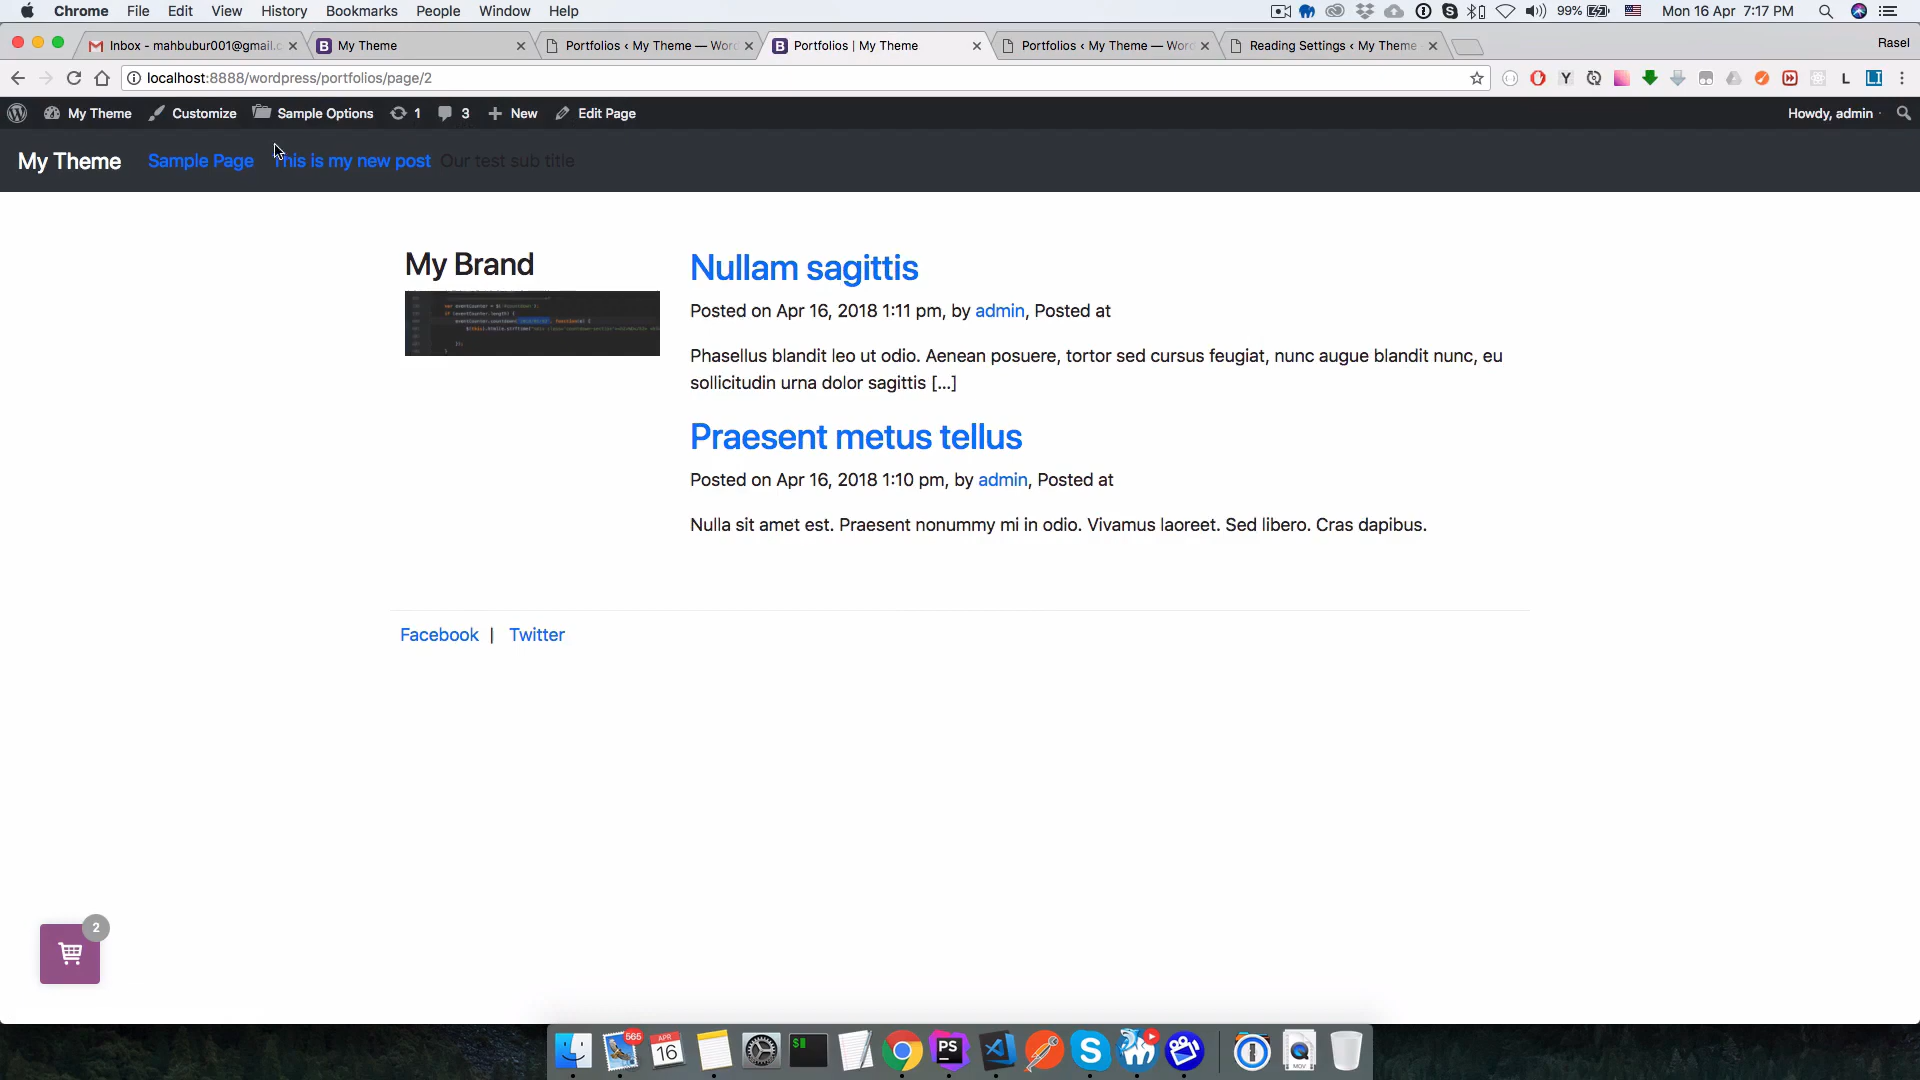 Chrome File Edit View History Bookmarks People Window Help 99% Mon 16 Apr 7:17 PM
Inbox - mahbubur001@gmail.c
My Theme
Portfolios ‹ My Theme — Word
Portfolios | My Theme
Portfolios ‹ My Theme — Word
Reading Settings ‹ My Theme
Rasel
localhost:8888/wordpress/portfolios/page/2
My Theme Customize Sample Options 1 3 New Edit Page Howdy, admin
My Theme Sample Page This is my new post Our test sub title
My Brand
Nullam sagittis
Posted on Apr 16, 2018 1:11 pm, by admin, Posted at
Phasellus blandit leo ut odio. Aenean posuere, tortor sed cursus feugiat, nunc augue blandit nunc, eu
sollicitudin urna dolor sagittis [...]
Praesent metus tellus
Posted on Apr 16, 2018 1:10 pm, by admin, Posted at
Nulla sit amet est. Praesent nonummy mi in odio. Vivamus laoreet. Sed libero. Cras dapibus.
Facebook | Twitter
2
565
APR
16
PS
MOV